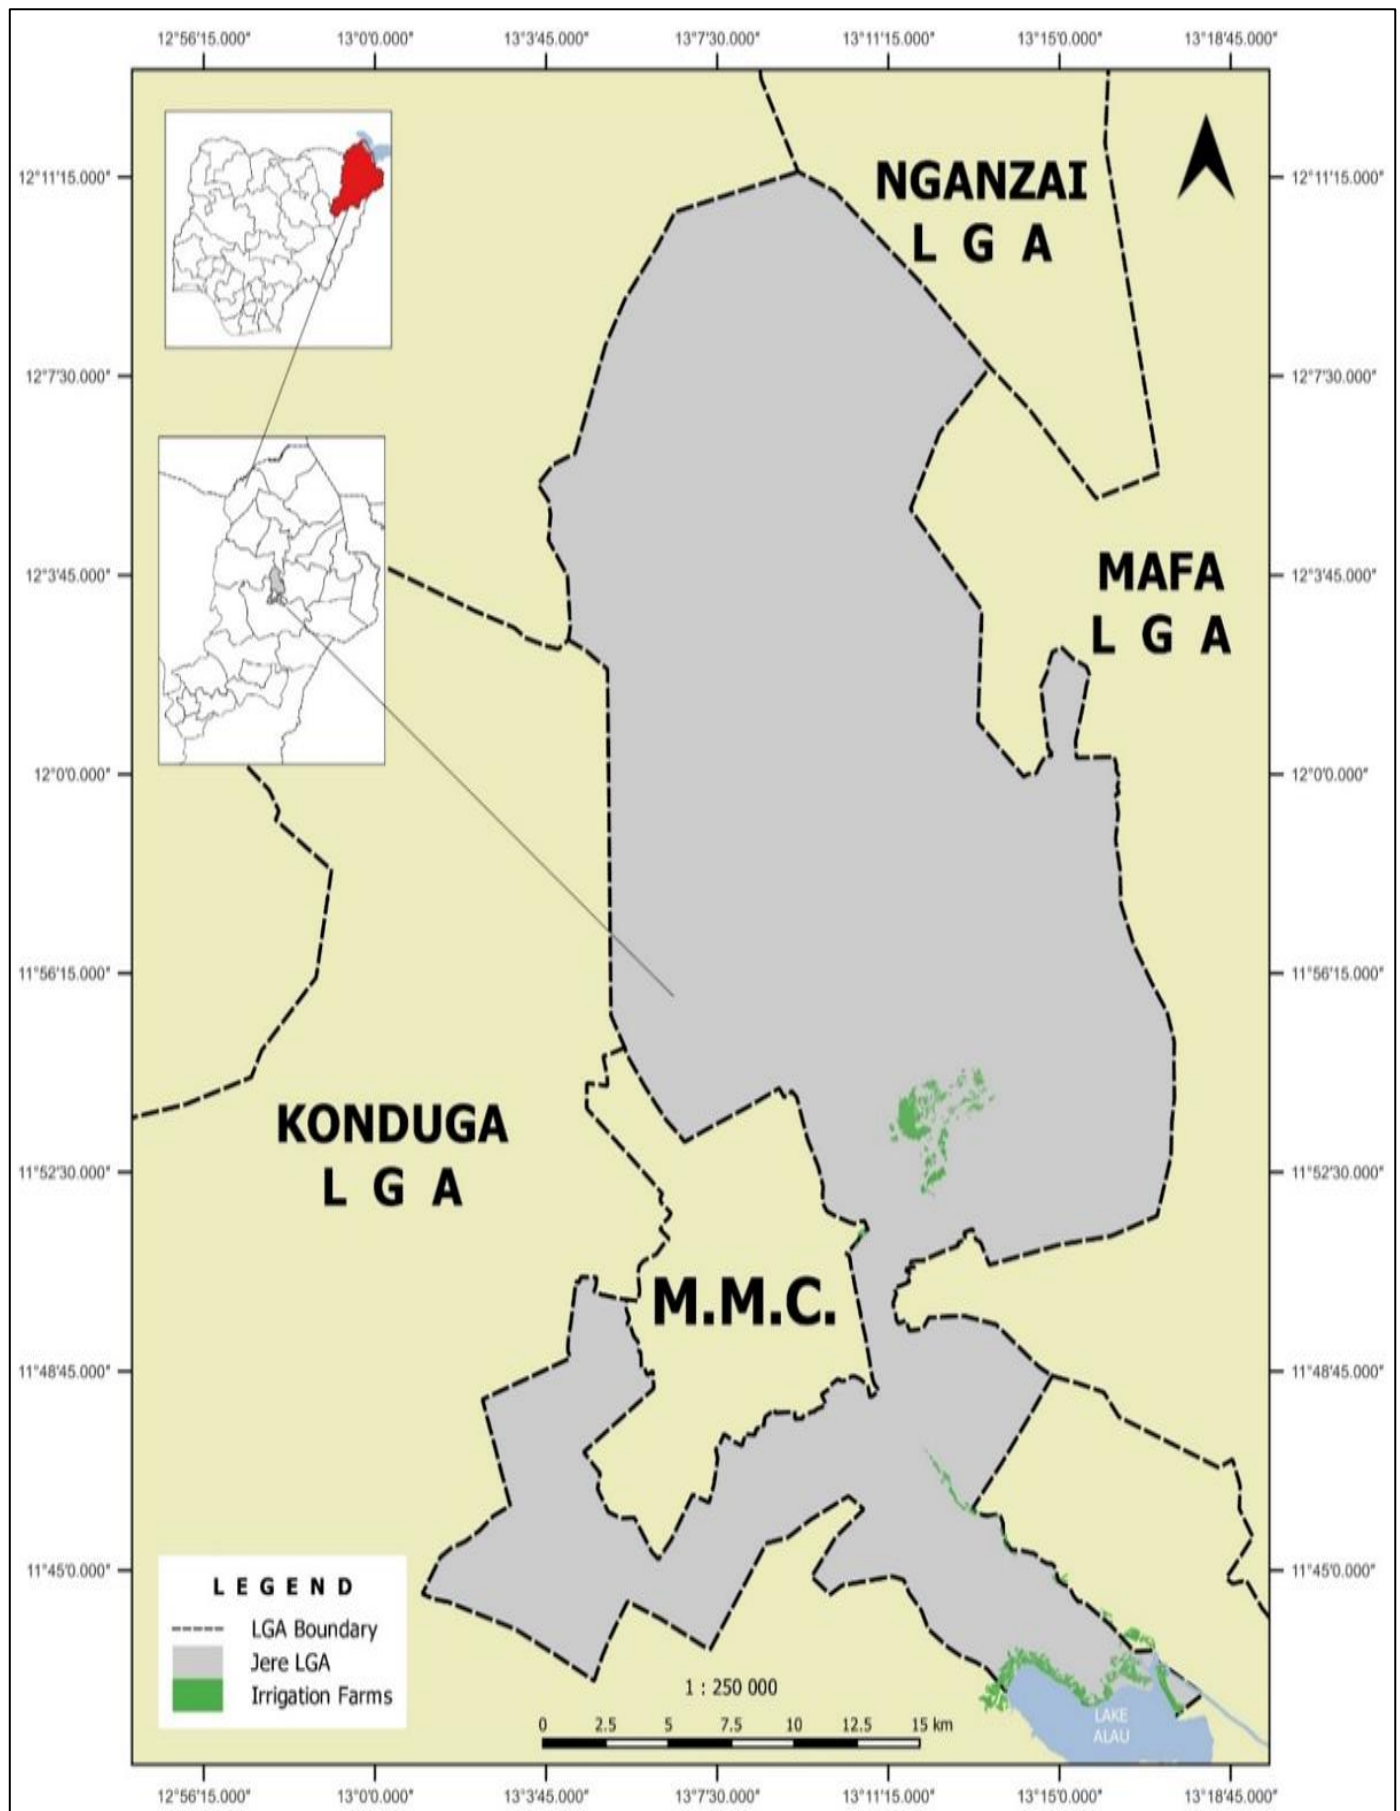 12°56'15.000"
13°0'0.000"
13°3'45.000"
13°7'30.000"
13°11'15.000"
13°15'0.000"
13°18'45.000"
12°11'15.000"
12°11'15.000"
NGANZAI
L G A
12°7'30.000"
12°7'30.000"
12°3'45.000"
12°3'45.000"
MAFA
L G A
12°0'0.000"
12°0'0.000"
11°56'15.000"
11°56'15.000"
KONDUGA
L G A
11°52'30.000"
11°52'30.000"
M.M.C.
11°48'45.000"
11°48'45.000"
11°45'0.000"
11°45'0.000"
LEGEND
LGA Boundary
Jere LGA
Irrigation Farms
1 : 250 000
0 2.5 5 7.5 10 12.5 15 km
LAKE
ALAU
12°56'15.000"
13°0'0.000"
13°3'45.000"
13°7'30.000"
13°11'15.000"
13°15'0.000"
13°18'45.000"